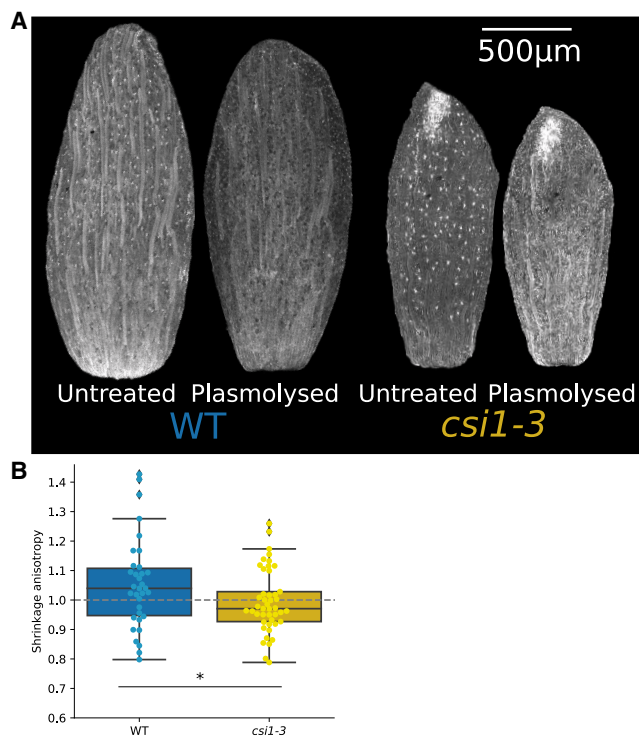 A
500μm
Untreated Plasmolysed Untreated Plasmolysed
WT csi1-3
B
Shrinkage anisotropy
1.4
1.3
1.2
1.1
1.0
0.9
0.8
0.7
0.6
*
WT csi1-3